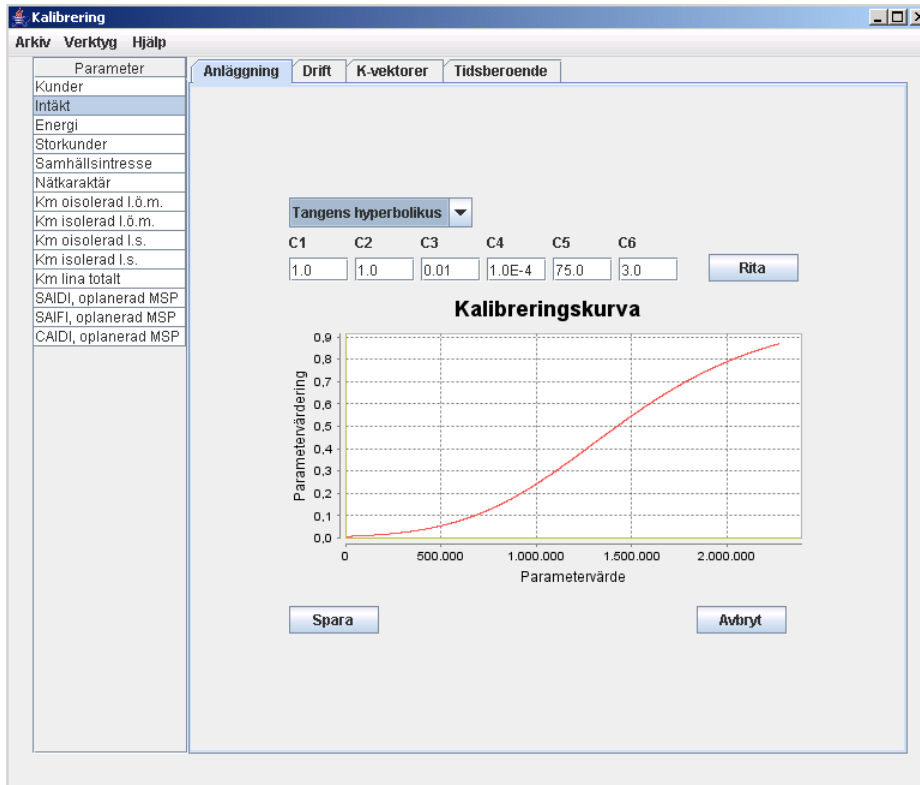 Kalibrering
Arkiv Verktyg Hjälp
Parameter
Kunder
Intäkt
Energi
Storkunder
Samhällsintresse
Nätkaraktär
Km oisolerad l.ö.m.
Km isolerad l.ö.m.
Km oisolerad l.s.
Km isolerad l.s.
Km lina totalt
SAIDI, oplanerad MSP
SAIFI, oplanerad MSP
CAIDI, oplanerad MSP
Anläggning Drift K-vektorer Tidsberoende
Tangens hyperbolikus
C1 C2 C3 C4 C5 C6
1.0 1.0 0.01 1.0E-4 75.0 3.0 Rita
Kalibreringskurva
Parametervärdering
0,9
0,8
0,7
0,6
0,5
0,4
0,3
0,2
0,1
0,0
0 500.000 1.000.000 1.500.000 2.000.000
Parametervärde
Spara Avbryt